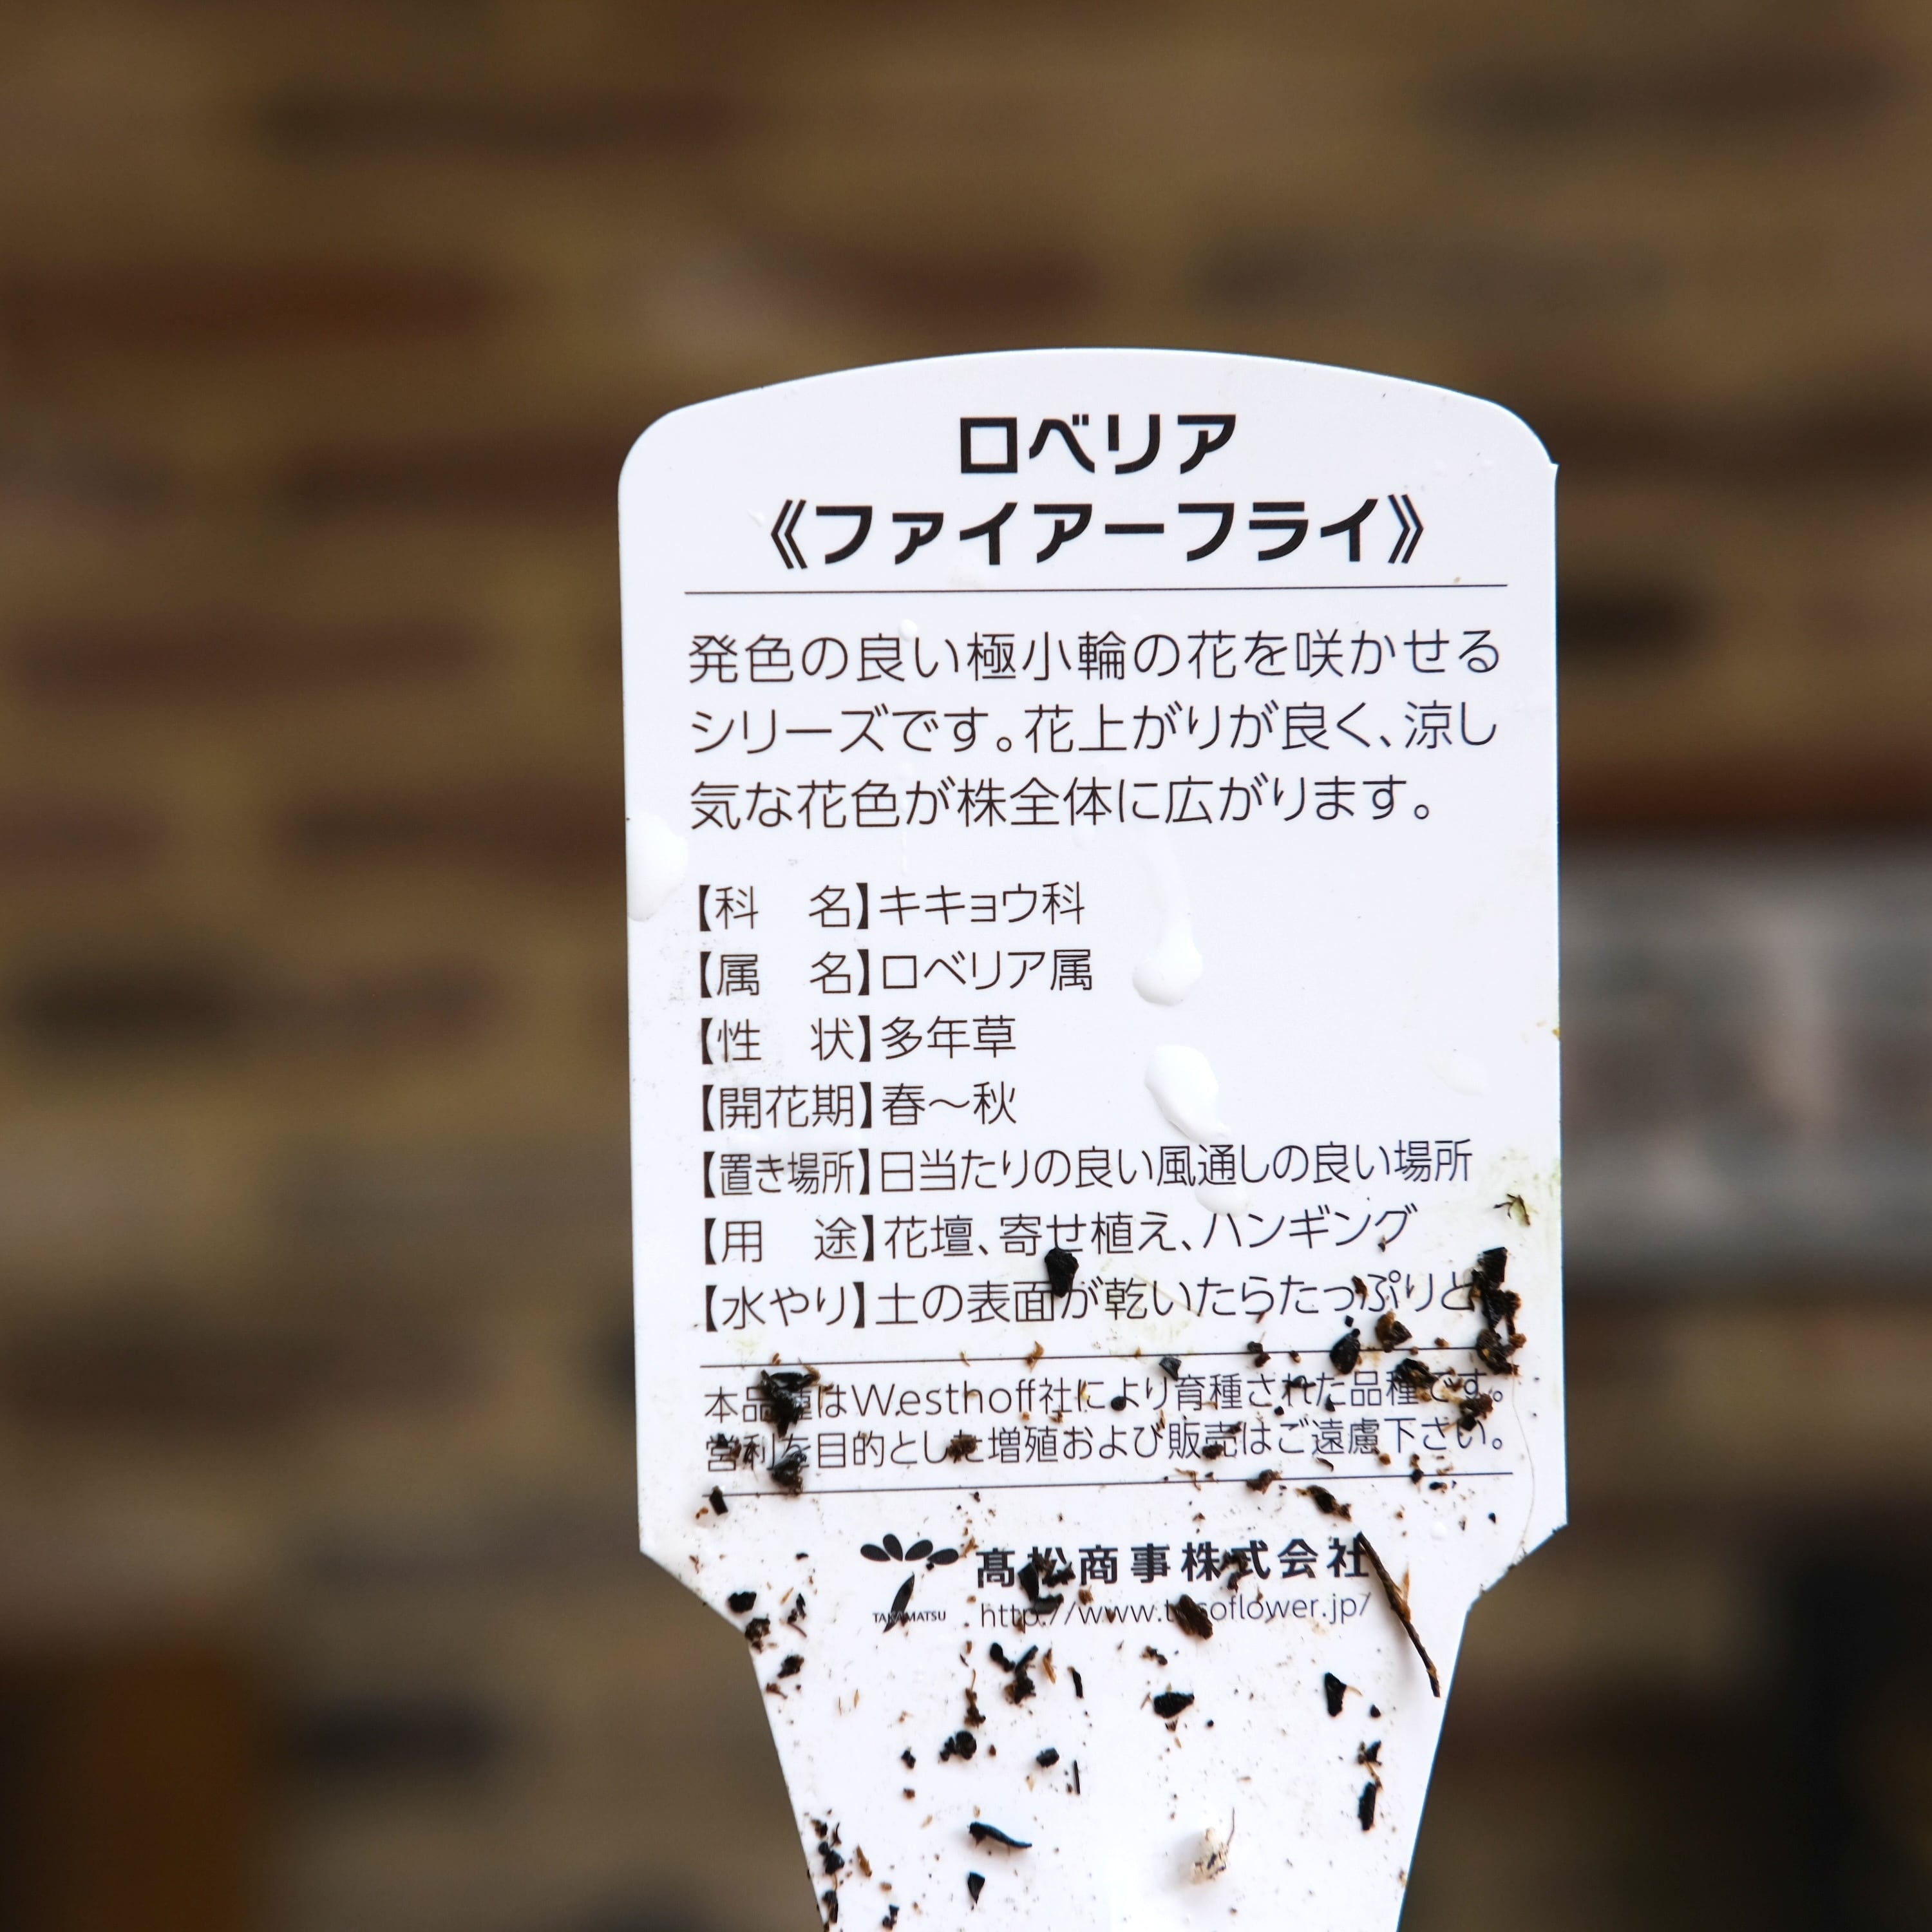 ロベリア
《ファイアーフライ》
発色の良い極小輪の花を咲かせる
シリーズです。花上がりが良く、涼し
気な花色が株全体に広がります。
【科　名】キキョウ科
【属　名】ロベリア属
【性　状】多年草
【開花期】春〜秋
【置き場所】日当たりの良い風通しの良い場所
【用　途】花壇、寄せ植え、ハンギング
【水やり】土の表面が乾いたらたっぷりと
本品種はWesthoff社により育種された品種です。
営利を目的とした増殖および販売はご遠慮下さい。
髙松商事株式会社
TAKAMATSU